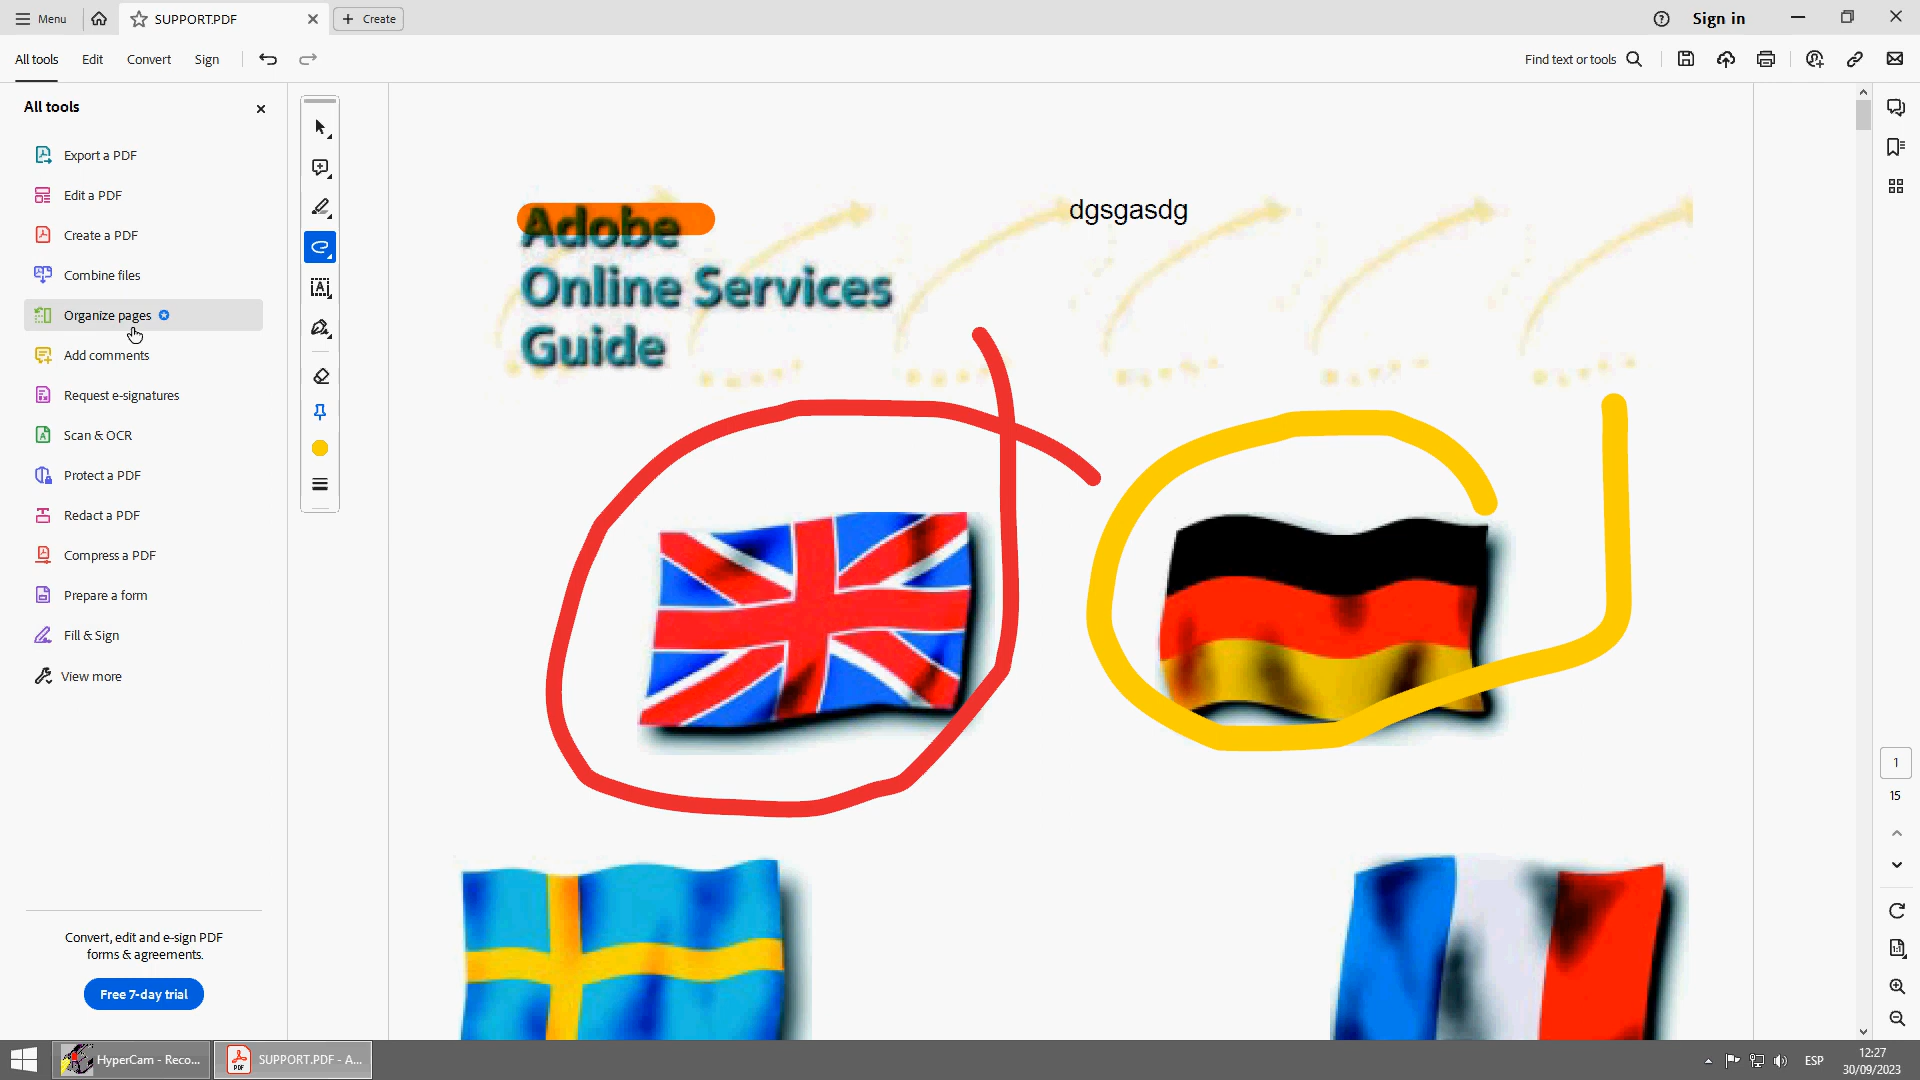 Menu
SUPPORT.PDF
Create
Sign in
All tools
Edit
Convert
Sign
Find text or tools
All tools
Export a PDF
Edit a PDF
Create a PDF
Combine files
Organize pages
Add comments
Request e-signatures
Scan & OCR
Protect a PDF
Redact a PDF
Compress a PDF
Prepare a form
Fill & Sign
View more
Convert, edit and e-sign PDF
forms & agreements.
Free 7-day trial
Adobe
Online Services
Guide
dgsgasdg
1
15
HyperCam - Reco...
SUPPORT.PDF - A...
ESP
12:27
30/09/2023